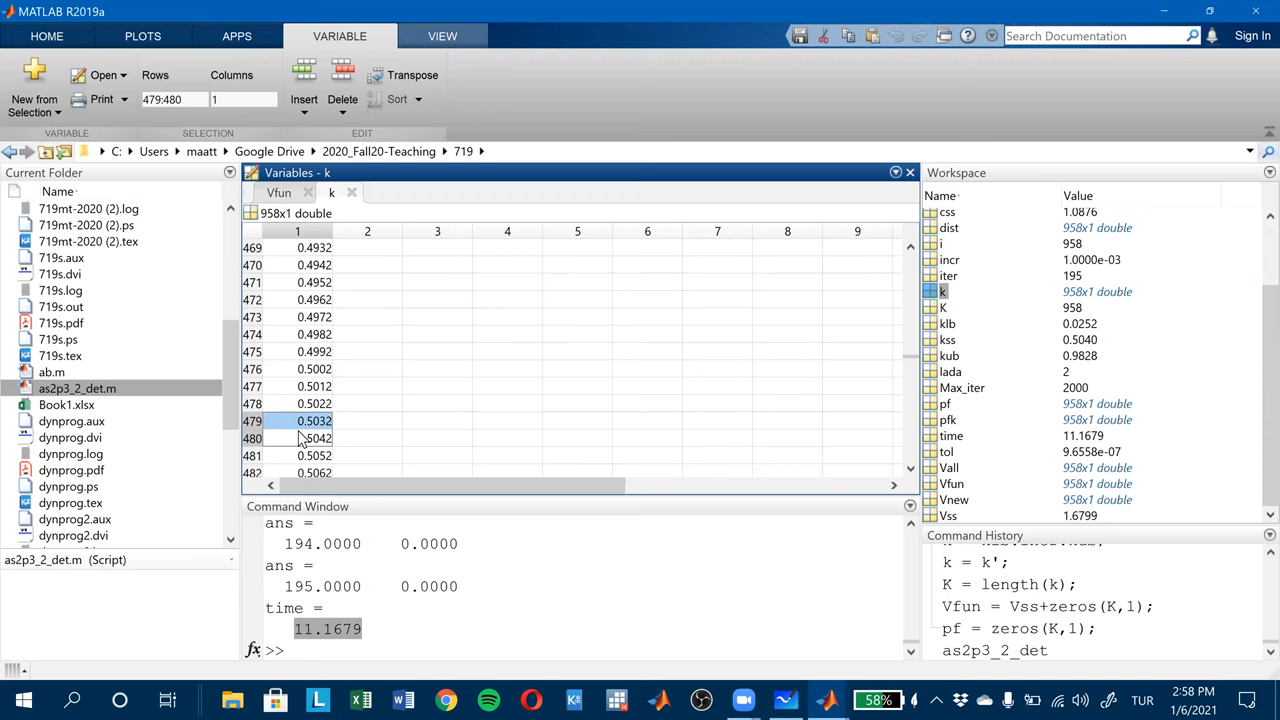 MATLAB R2019a
HOME PLOTS APPS VARIABLE VIEW Search Documentation Sign In
Open Rows Columns Transpose
New from Selection Print 479:480 1 Insert Delete Sort
VARIABLE SELECTION EDIT
C: Users maatt Google Drive 2020_Fall20-Teaching 719
Current Folder
Name
719mt-2020 (2).log
719mt-2020 (2).ps
719mt-2020 (2).tex
719s.aux
719s.dvi
719s.log
719s.out
719s.pdf
719s.ps
719s.tex
ab.m
as2p3_2_det.m
Book1.xlsx
dynprog.aux
dynprog.dvi
dynprog.log
dynprog.pdf
dynprog.ps
dynprog.tex
dynprog2.aux
dynprog2.dvi
as2p3_2_det.m (Script)
Variables - k
Vfun k
958x1 double
1 2 3 4 5 6 7 8 9
469 0.4932
470 0.4942
471 0.4952
472 0.4962
473 0.4972
474 0.4982
475 0.4992
476 0.5002
477 0.5012
478 0.5022
479 0.5032
480 0.5042
481 0.5052
482 0.5062
Command Window
ans =
194.0000 0.0000
ans =
195.0000 0.0000
time =
11.1679
fx >>
Workspace
Name Value
css 1.0876
dist 958x1 double
i 958
incr 1.0000e-03
iter 195
k 958x1 double
K 958
klb 0.0252
kss 0.5040
kub 0.9828
lada 2
Max_iter 2000
pf 958x1 double
pfk 958x1 double
time 11.1679
tol 9.6558e-07
Vall 958x1 double
Vfun 958x1 double
Vnew 958x1 double
Vss 1.6799
Command History
k = k';
K = length(k);
Vfun = Vss+zeros(K,1);
pf = zeros(K,1);
as2p3_2_det
58% TUR 2:58 PM
1/6/2021